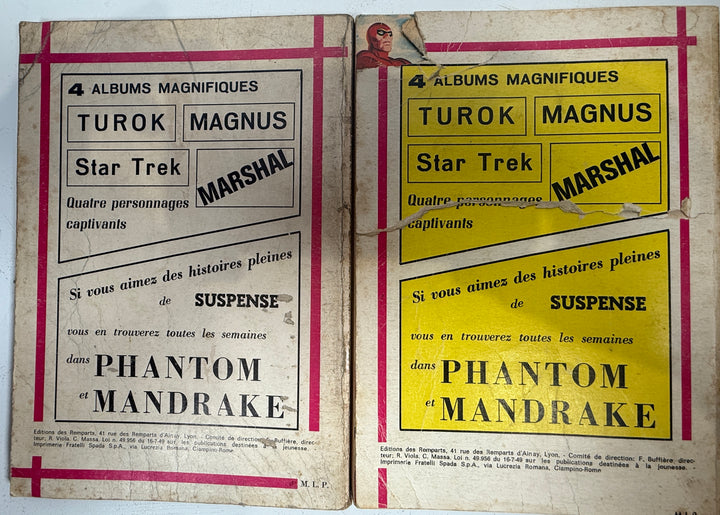 4 ALBUMS MAGNIFIQUES
TUROK
MAGNUS
Star Trek
MARSHAL
Quatre personnages
captivants
Si vous aimez des histoires pleines
de SUSPENSE
vous en trouverez toutes les semaines
dans PHANTOM
et MANDRAKE
Editions des Remparts, 41 rue des Remparts d'Ainay, Lyon. - Comité de direction: Buffière, direc-
teur; R. Viola, C. Massa, Loi n. 49.956 du 16-7-49 sur les publications destinées à la jeunesse. -
Imprimerie Fratelli Spada S.p.A., via Lucrezia Romana, Ciampino-Rome
M. L. P.
4 ALBUMS MAGNIFIQUES
TUROK
MAGNUS
Star Trek
MARSHAL
Quatre personnages
captivants
Si vous aimez des histoires pleines
de SUSPENSE
vous en trouverez toutes les semaines
dans PHANTOM
et MANDRAKE
Editions des Remparts, 41 rue des Remparts d'Ainay, Lyon. - Comité de direction: F. Buffière, direc-
teur; R. Viola, C. Massa, Loi n. 49.956 du 16-7-49 sur les publications destinées à la jeunesse. -
Imprimerie Fratelli Spada S.p.A., via Lucrezia Romana, Ciampino-Rome